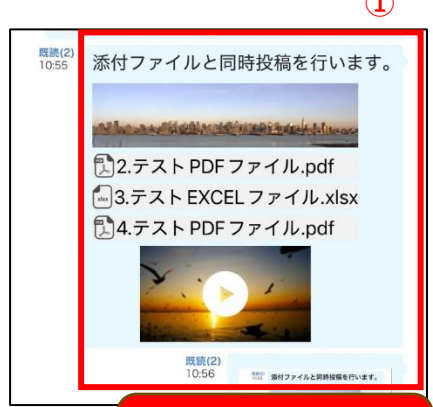 ①
既読(2)
10:55
添付ファイルと同時投稿を行います。
2.テスト PDF ファイル.pdf
xlsx
3.テスト EXCEL ファイル.xlsx
4.テスト PDF ファイル.pdf
既読(2)
10:56
添付ファイルと同時投稿を行います。